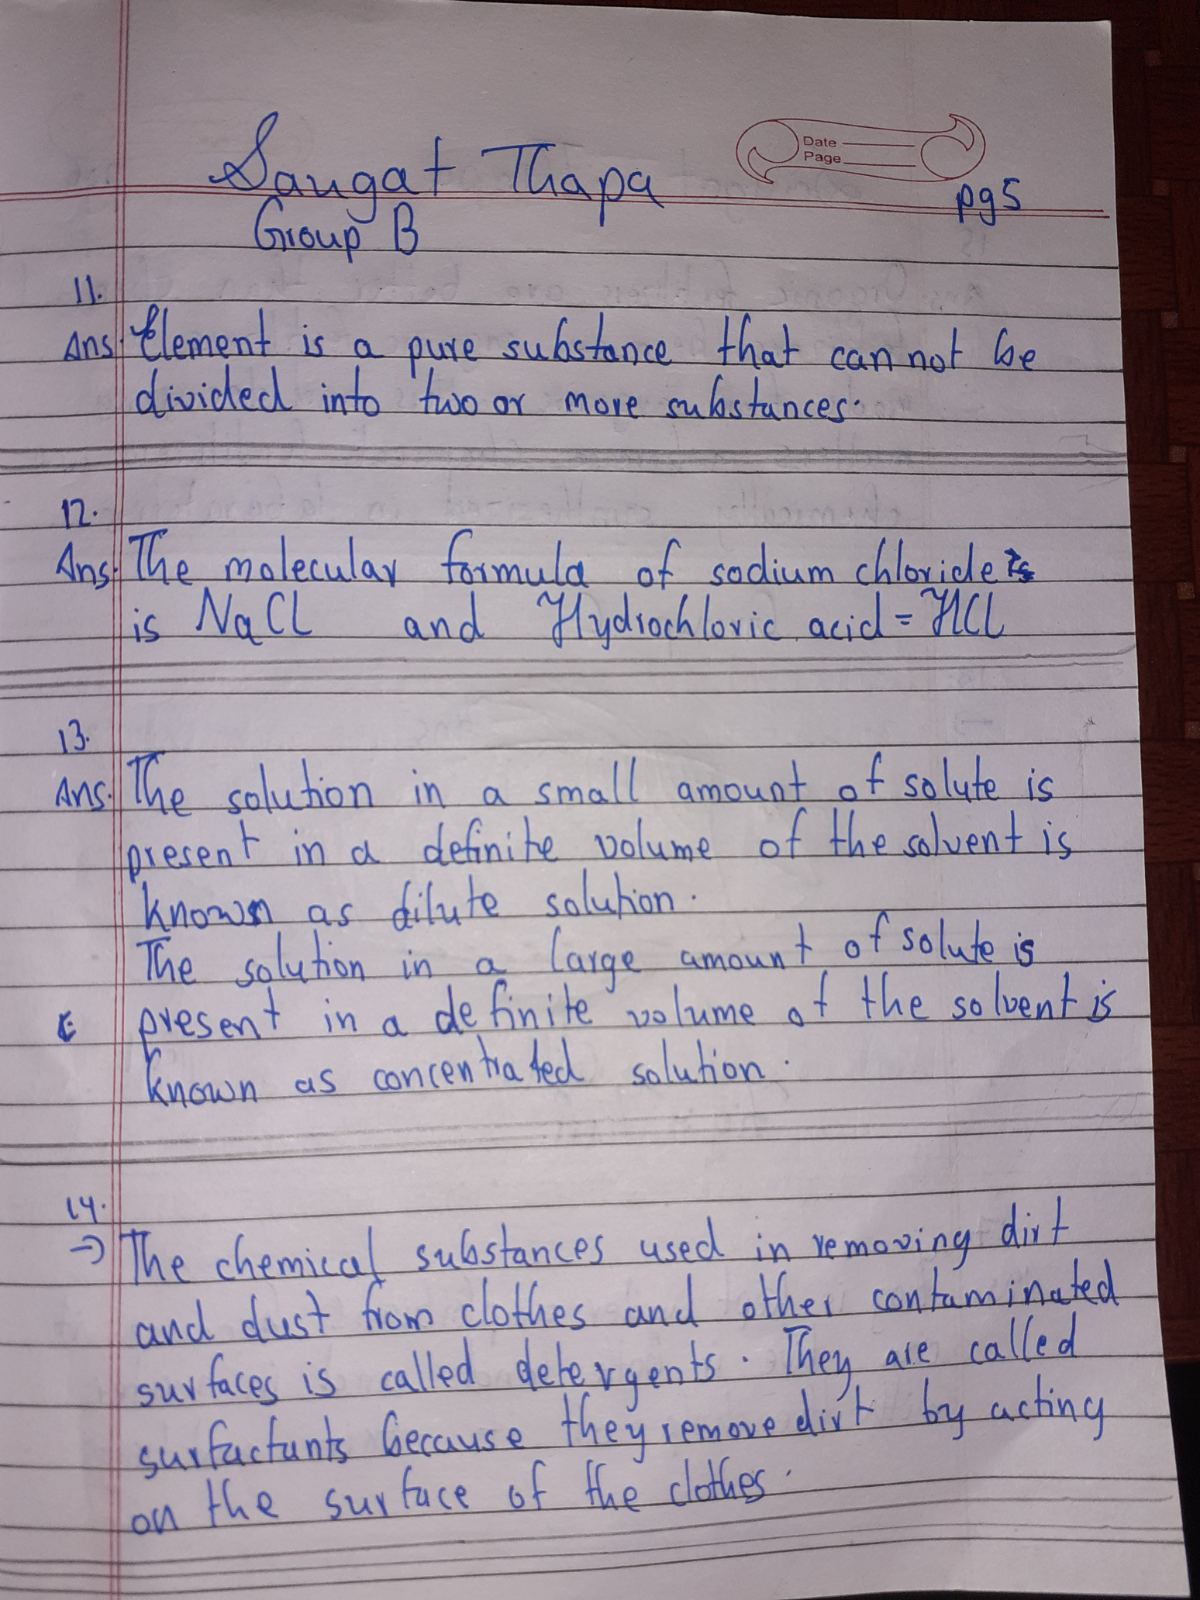 Date
Page
Saugat Thapa
pg5
Group B
11.
Ans: Element is a pure substance that can not be
divided into two or more substances.
12.
Ans: The molecular formula of sodium chloride
is NaCl and Hydrochloric acid = HCl
13.
Ans: The solution in a small amount of solute is
present in a definite volume of the solvent is
known as dilute solution.
The solution in a large amount of solute is
present in a definite volume of the solvent is
known as concentrated solution.
14.
→ The chemical substances used in removing dirt
and dust from clothes and other contaminated
surfaces is called detergents. They are called
surfactants because they remove dirt by acting
on the surface of the clothes.